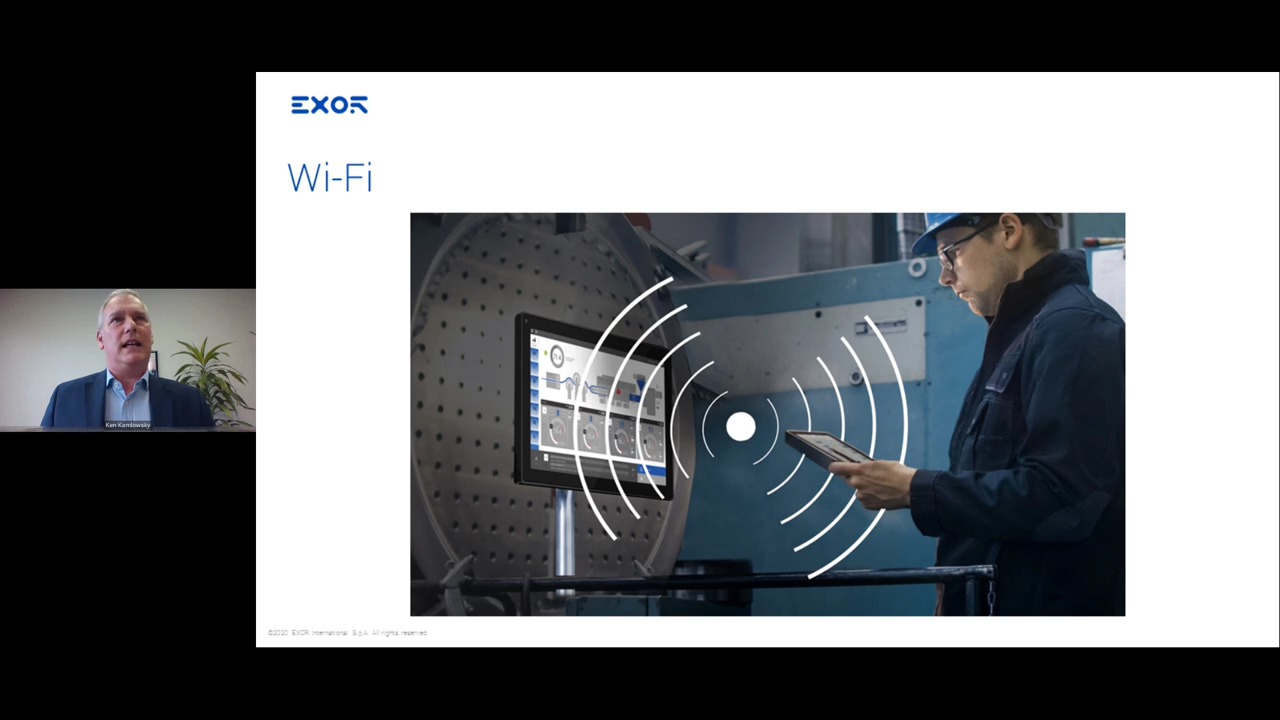 EXOR
Wi-Fi
Ken Kamlowsky
©2020 EXOR International S.p.A. All rights reserved